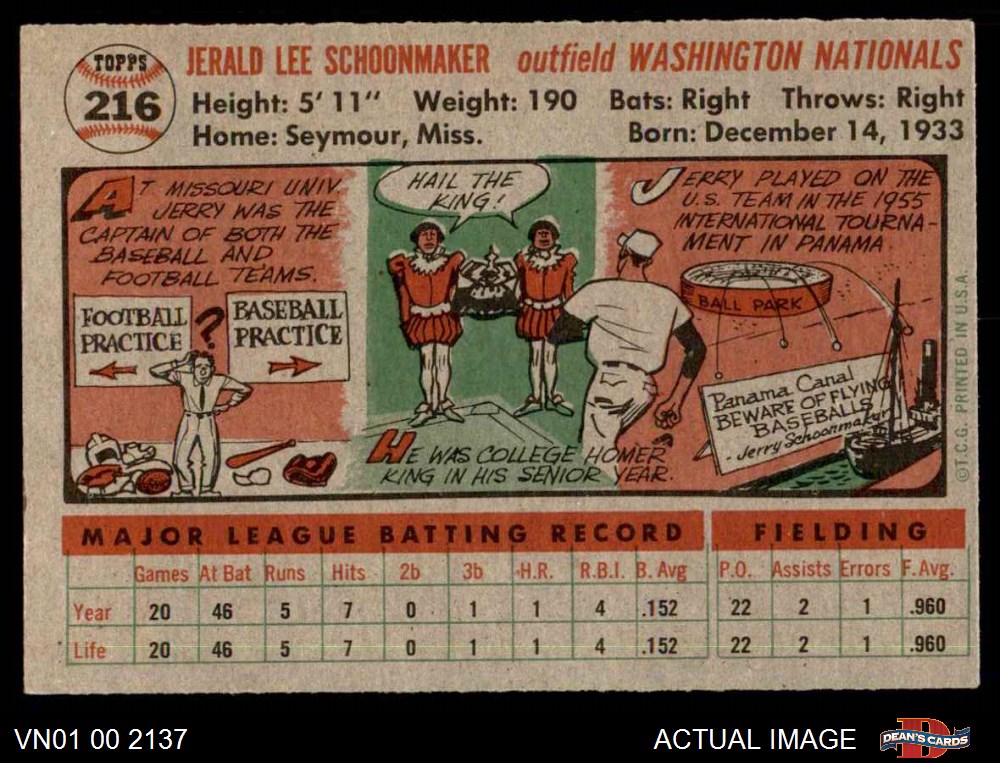 TOPPS
216
JERALD LEE SCHOONMAKER outfield WASHINGTON NATIONALS
Height: 5' 11" Weight: 190 Bats: Right Throws: Right
Home: Seymour, Miss. Born: December 14, 1933
AT MISSOURI UNIV.
JERRY WAS THE
CAPTAIN OF BOTH THE
BASEBALL AND
FOOTBALL TEAMS.
FOOTBALL
PRACTICE
?
BASEBALL
PRACTICE
HAIL THE
KING!
HE WAS COLLEGE HOMER
KING IN HIS SENIOR YEAR.
JERRY PLAYED ON THE
U.S. TEAM IN THE 1955
INTERNATIONAL TOURNA-
MENT IN PANAMA
BALL PARK
Panama Canal
BEWARE OF FLYING
BASEBALLS
- Jerry Schoonmaker
©T.C.G. PRINTED IN U.S.A.
MAJOR LEAGUE BATTING RECORD FIELDING
Games At Bat Runs Hits 2b 3b H.R. R.B.I. B. Avg P.O. Assists Errors F. Avg.
Year 20 46 5 7 0 1 1 4 .152 22 2 1 .960
Life 20 46 5 7 0 1 1 4 .152 22 2 1 .960
VN01 00 2137 ACTUAL IMAGE
DEAN'S CARDS